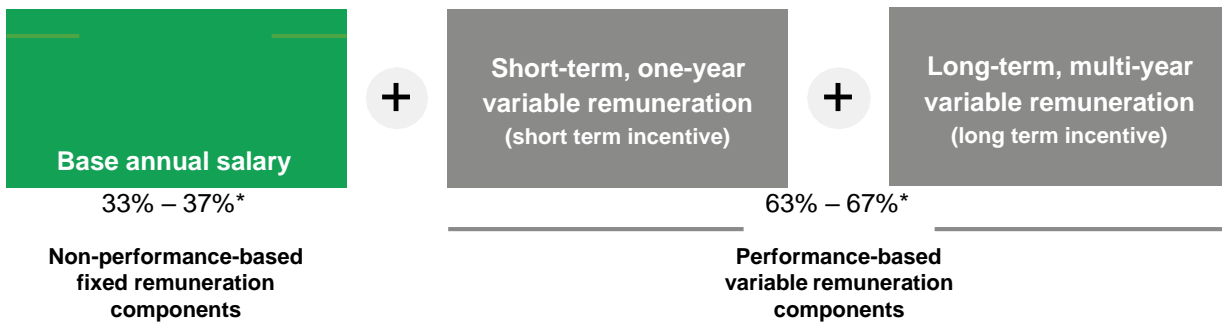 Base annual salary
+
Short-term, one-year
variable remuneration
(short term incentive)
+
Long-term, multi-year
variable remuneration
(long term incentive)
33% – 37%*
63% – 67%*
Non-performance-based
fixed remuneration
components
Performance-based
variable remuneration
components